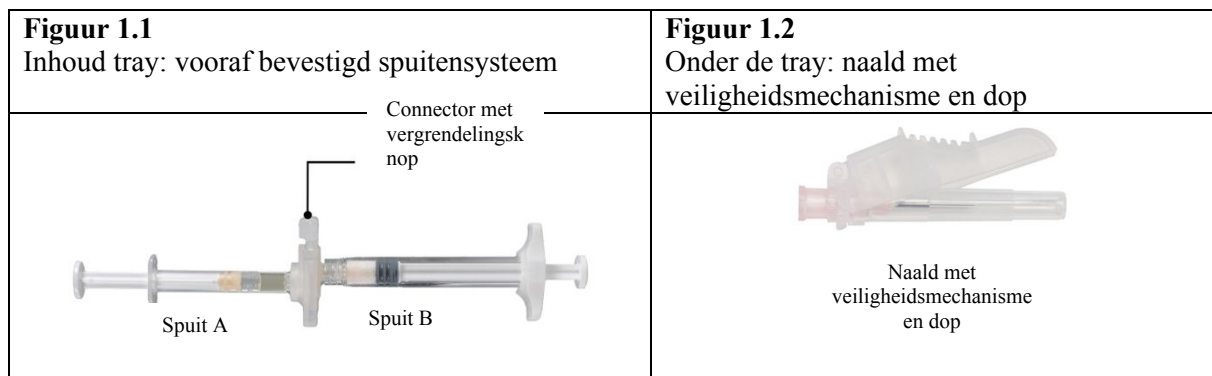 Figuur 1.1
Inhoud tray: vooraf bevestigd spuitensysteem
Connector met
vergrendelingsk
nop
Spuit A
Spuit B
Figuur 1.2
Onder de tray: naald met
veiligheidsmechanisme en dop
Naald met
veiligheidsmechanisme
en dop